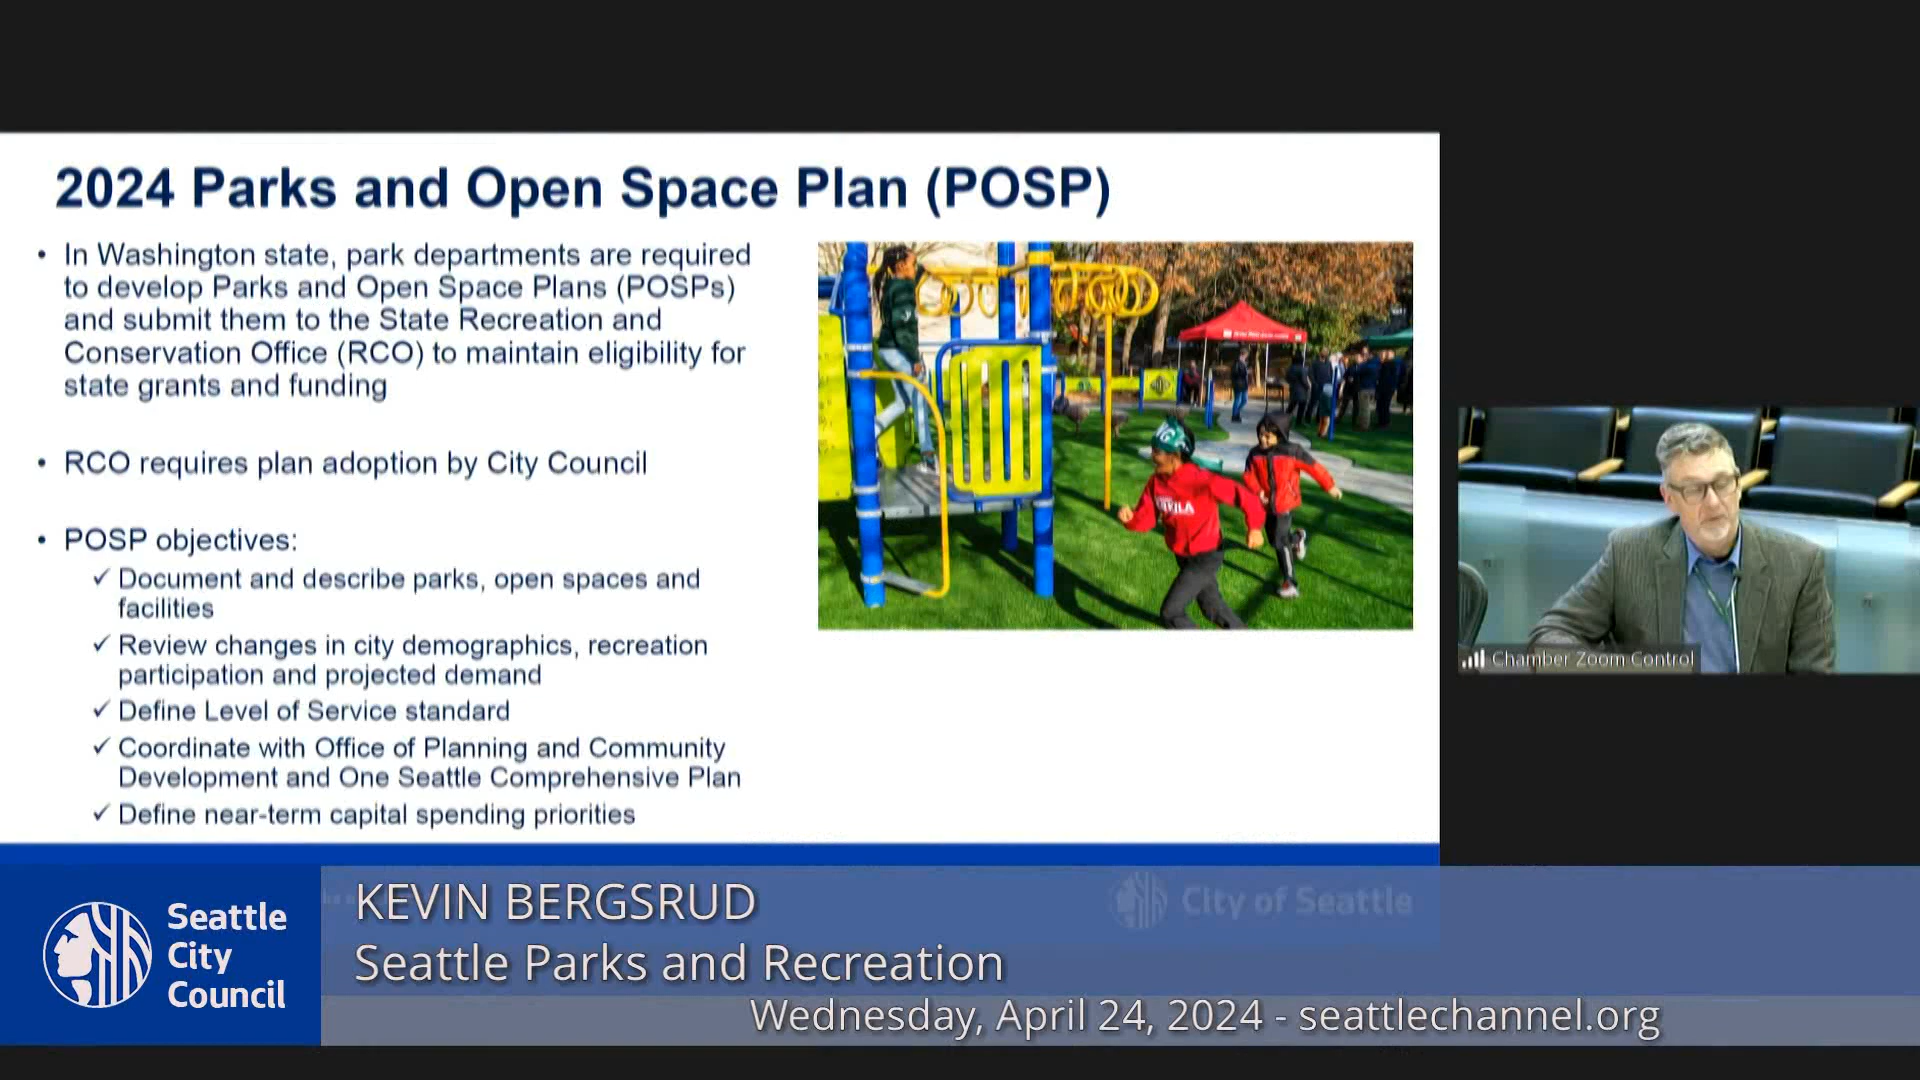 2024 Parks and Open Space Plan (POSP)
• In Washington state, park departments are required
to develop Parks and Open Space Plans (POSPs)
and submit them to the State Recreation and
Conservation Office (RCO) to maintain eligibility for
state grants and funding
• RCO requires plan adoption by City Council
• POSP objectives:
✓ Document and describe parks, open spaces and
facilities
✓ Review changes in city demographics, recreation
participation and projected demand
✓ Define Level of Service standard
✓ Coordinate with Office of Planning and Community
Development and One Seattle Comprehensive Plan
✓ Define near-term capital spending priorities
Chamber Zoom Control
City of Seattle
Seattle
City
Council
KEVIN BERGSRUD
Seattle Parks and Recreation
Wednesday, April 24, 2024 - seattlechannel.org